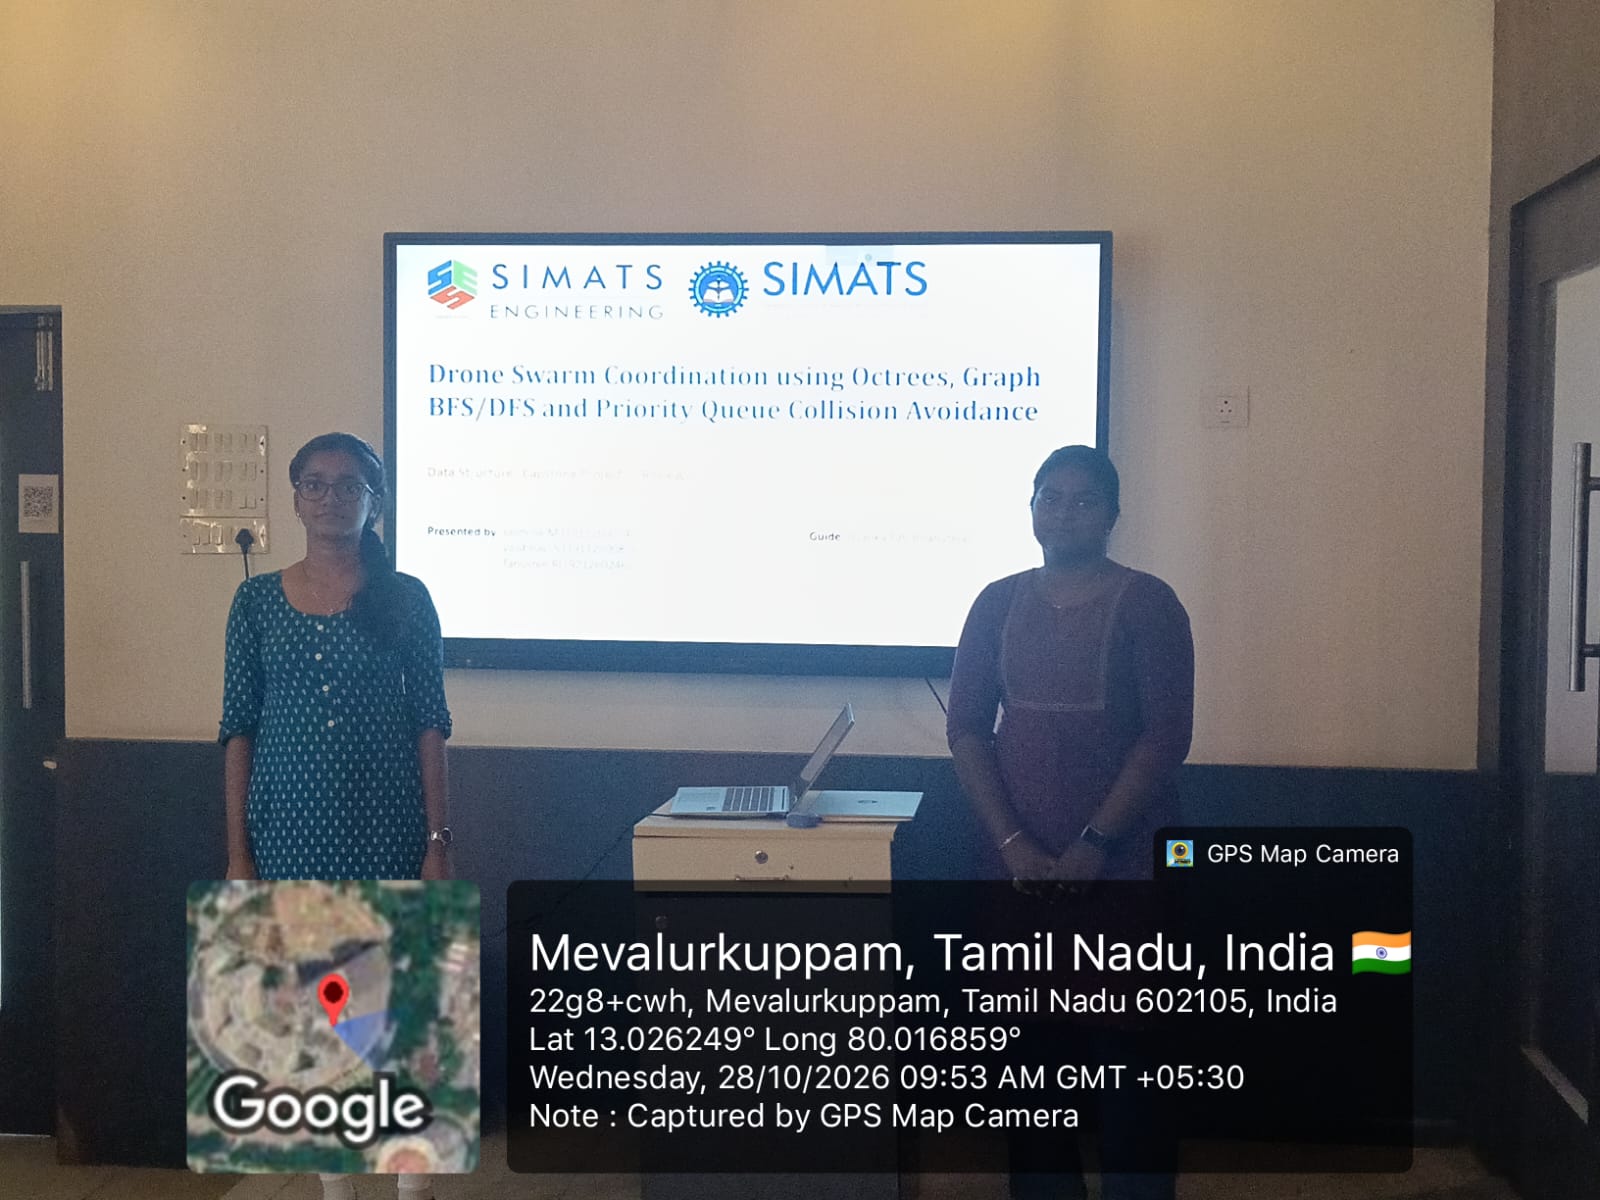 SIMATS
ENGINEERING
SIMATS
Drone Swarm Coordination using Octrees, Graph
BFS/DFS and Priority Queue Collision Avoidance
Data Structure
Presented by
Guide
GPS Map Camera
Mevalurkuppam, Tamil Nadu, India
22g8+cwh, Mevalurkuppam, Tamil Nadu 602105, India
Lat 13.026249° Long 80.016859°
Wednesday, 28/10/2026 09:53 AM GMT +05:30
Note : Captured by GPS Map Camera
Google